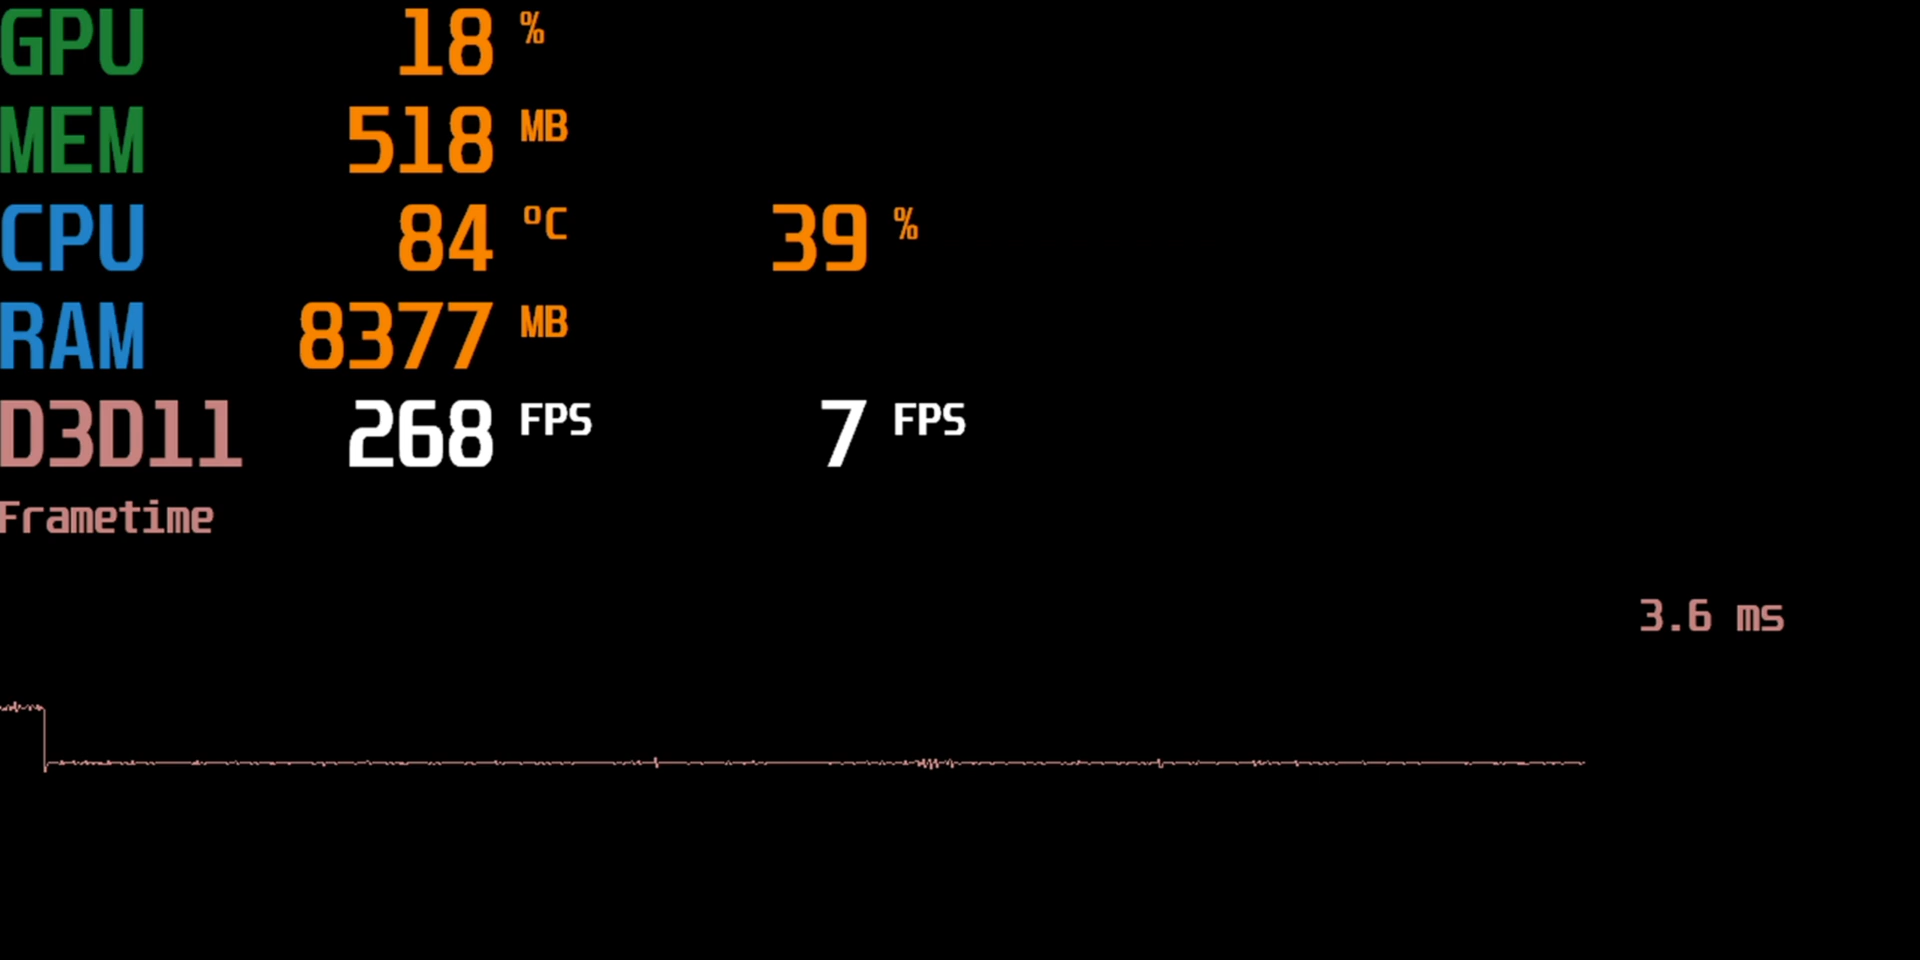 GPU 18 %
MEM 518 MB
CPU 84 °C 39 %
RAM 8377 MB
D3D11 268 FPS 7 FPS
Frametime
3.6 ms